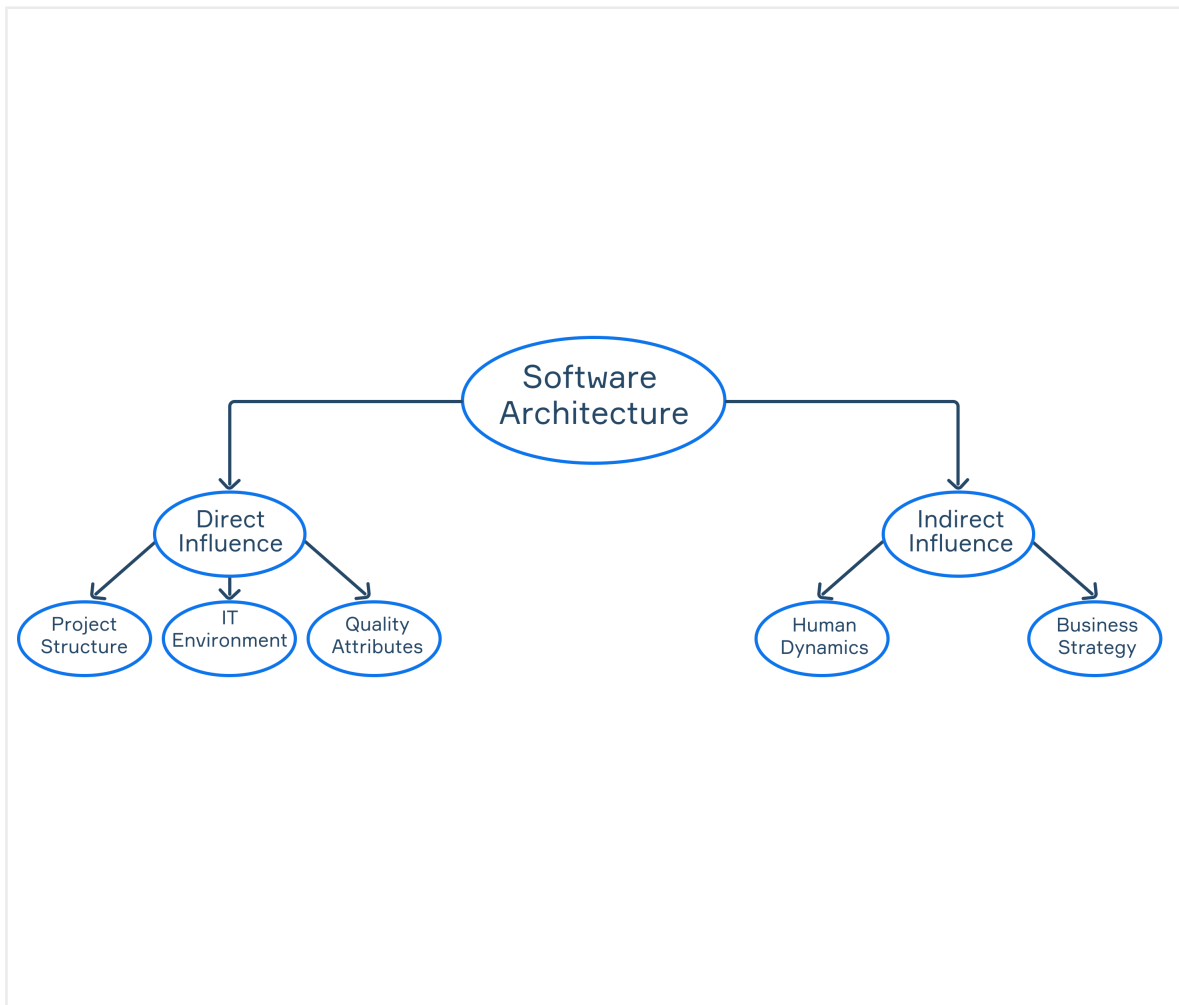 Software
Architecture
Direct
Influence
Indirect
Influence
Project
Structure
IT
Environment
Quality
Attributes
Human
Dynamics
Business
Strategy